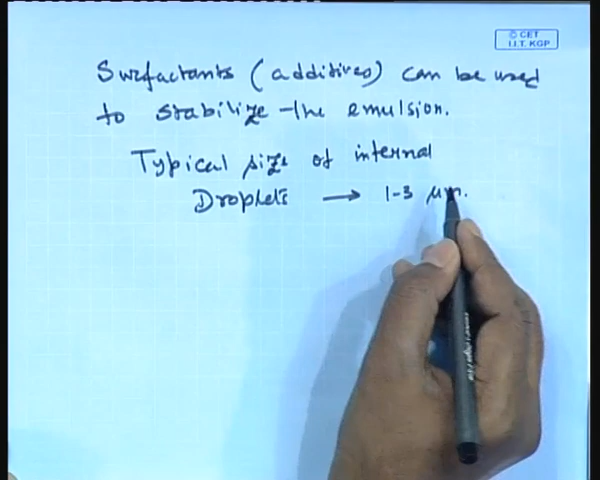 © CET
I.I.T. KGP
Surfactants (additives) can be used
to stabilize the emulsion.
Typical size of internal
Droplets → 1-3 μm.